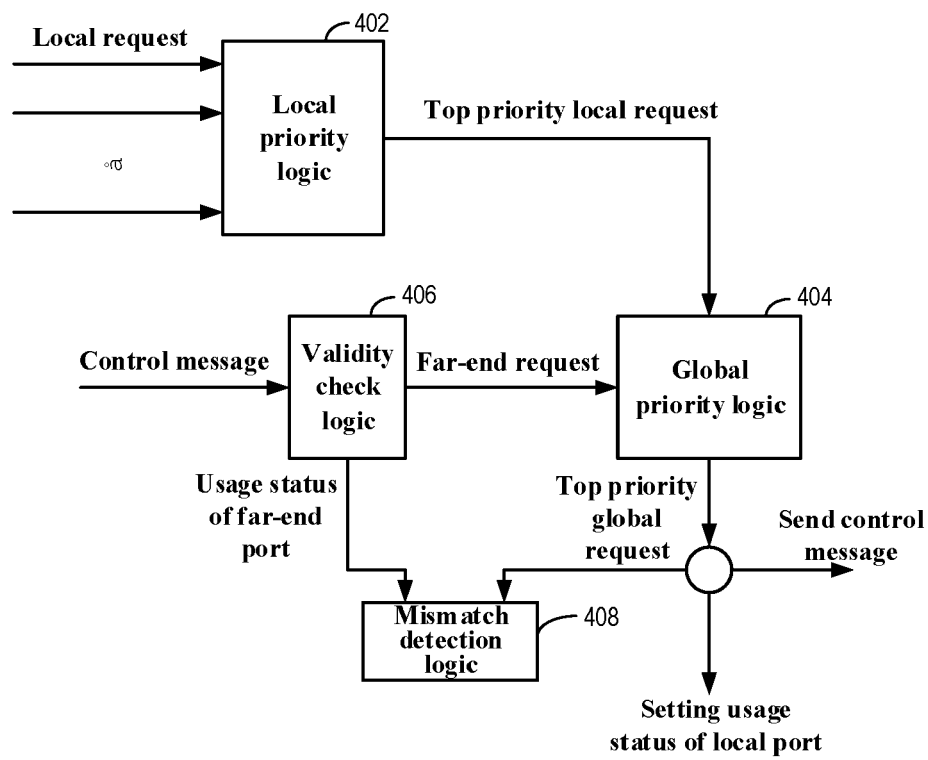 402
Local request
Local
priority
logic
Top priority local request
406
404
Control message
Validity
check
logic
Far-end request
Global
priority logic
Usage status
of far-end
port
Top priority
global
request
Send control
message
Mismatch
detection
logic
408
Setting usage
status of local port